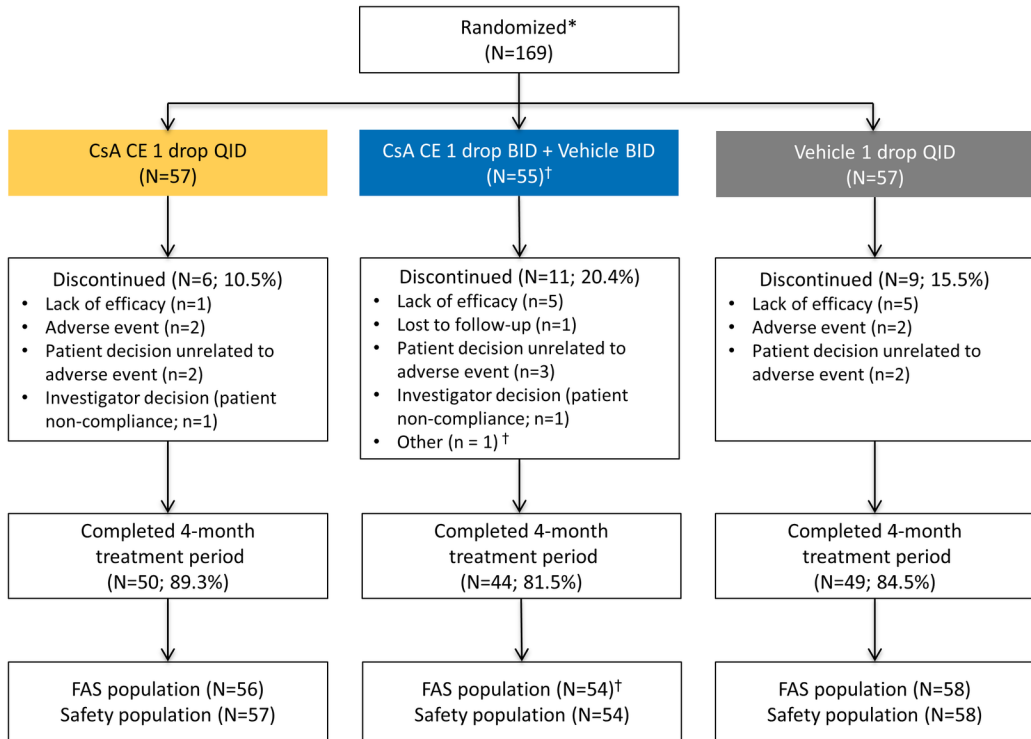 Randomized*
(N=169)
CsA CE 1 drop QID
(N=57)
CsA CE 1 drop BID + Vehicle BID
(N=55)†
Vehicle 1 drop QID
(N=57)
Discontinued (N=6; 10.5%)
• Lack of efficacy (n=1)
• Adverse event (n=2)
• Patient decision unrelated to
adverse event (n=2)
• Investigator decision (patient
non-compliance; n=1)
Discontinued (N=11; 20.4%)
• Lack of efficacy (n=5)
• Lost to follow-up (n=1)
• Patient decision unrelated to
adverse event (n=3)
• Investigator decision (patient
non-compliance; n=1)
• Other (n = 1) †
Discontinued (N=9; 15.5%)
• Lack of efficacy (n=5)
• Adverse event (n=2)
• Patient decision unrelated to
adverse event (n=2)
Completed 4-month
treatment period
(N=50; 89.3%)
Completed 4-month
treatment period
(N=44; 81.5%)
Completed 4-month
treatment period
(N=49; 84.5%)
FAS population (N=56)
Safety population (N=57)
FAS population (N=54)†
Safety population (N=54)
FAS population (N=58)
Safety population (N=58)